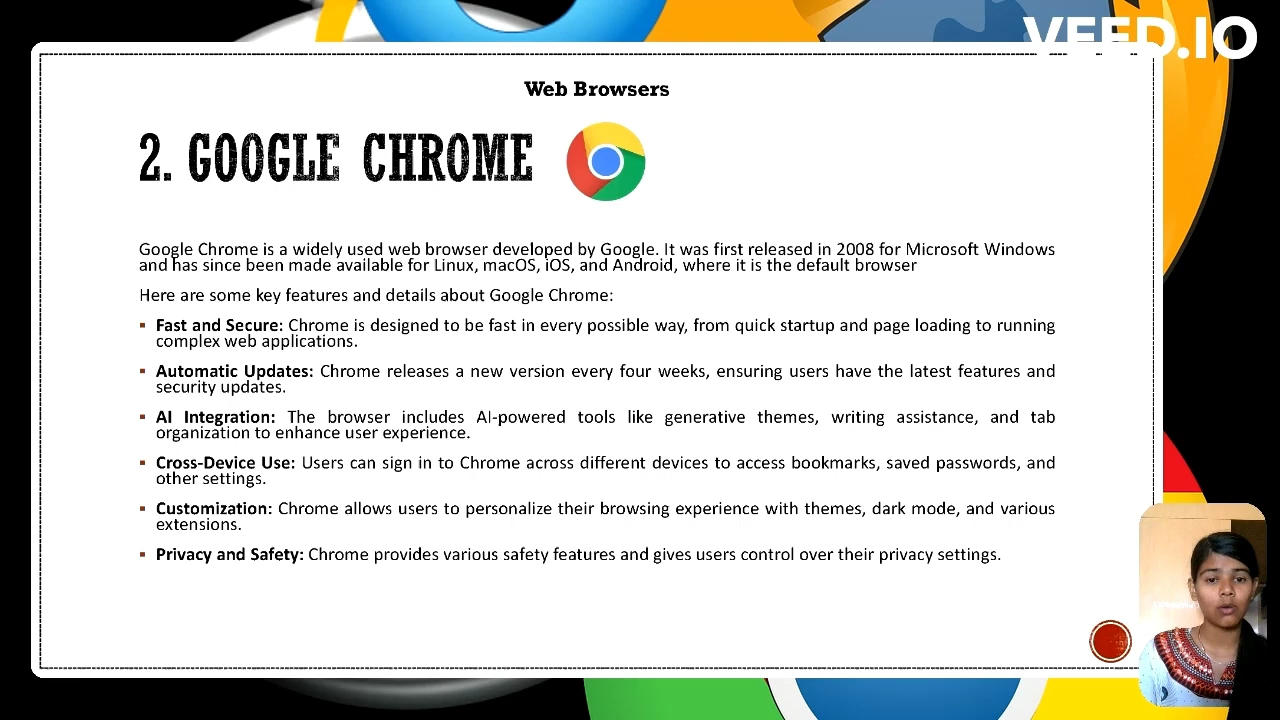 VEED.IO
Web Browsers
2. GOOGLE CHROME
Google Chrome is a widely used web browser developed by Google. It was first released in 2008 for Microsoft Windows
and has since been made available for Linux, macOS, iOS, and Android, where it is the default browser
Here are some key features and details about Google Chrome:
▪ Fast and Secure: Chrome is designed to be fast in every possible way, from quick startup and page loading to running
complex web applications.
▪ Automatic Updates: Chrome releases a new version every four weeks, ensuring users have the latest features and
security updates.
▪ AI Integration: The browser includes AI-powered tools like generative themes, writing assistance, and tab
organization to enhance user experience.
▪ Cross-Device Use: Users can sign in to Chrome across different devices to access bookmarks, saved passwords, and
other settings.
▪ Customization: Chrome allows users to personalize their browsing experience with themes, dark mode, and various
extensions.
▪ Privacy and Safety: Chrome provides various safety features and gives users control over their privacy settings.